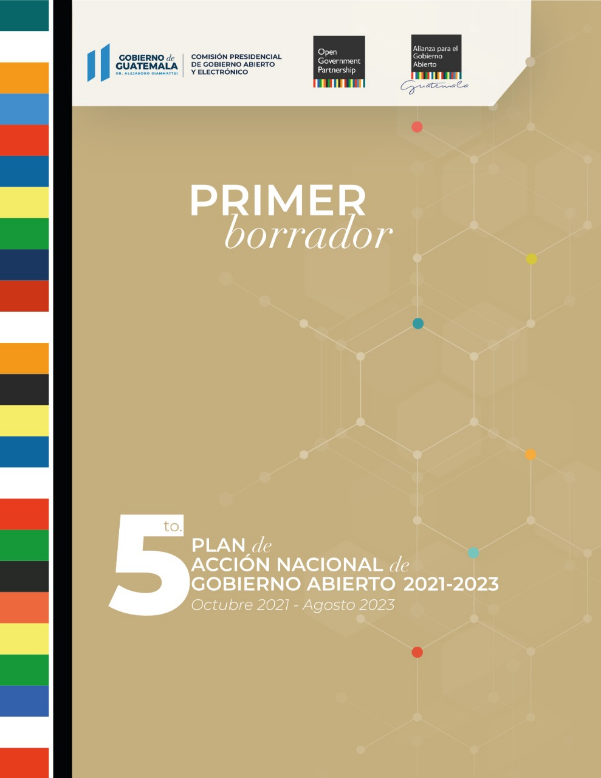 GOBIERNO de
GUATEMALA
DR. ALEJANDRO GIAMMATTEI
COMISIÓN PRESIDENCIAL
DE GOBIERNO ABIERTO
Y ELECTRÓNICO
Open
Government
Partnership
Alianza para el
Gobierno
Abierto
Guatemala
PRIMER
borrador
5to.
PLAN de
ACCIÓN NACIONAL de
GOBIERNO ABIERTO 2021-2023
Octubre 2021 - Agosto 2023